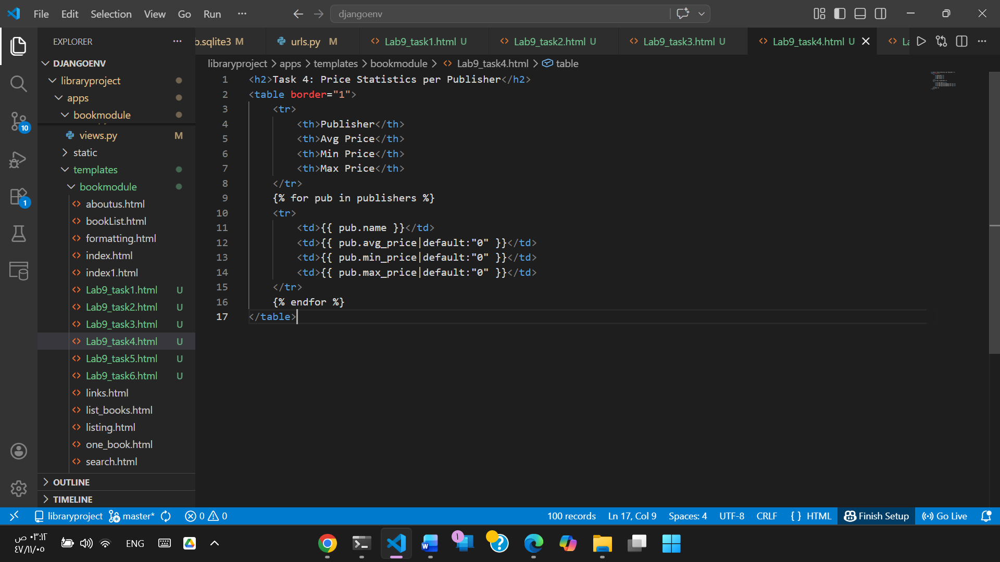 File Edit Selection View Go Run ···
djangoenv
EXPLORER ···
b.sqlite3 M
urls.py M
Lab9_task1.html U
Lab9_task2.html U
Lab9_task3.html U
Lab9_task4.html U
La
DJANGOENV
libraryproject
apps
bookmodule
views.py M
static
templates
bookmodule
aboutus.html
bookList.html
formatting.html
index.html
index1.html
Lab9_task1.html U
Lab9_task2.html U
Lab9_task3.html U
Lab9_task4.html U
Lab9_task5.html U
Lab9_task6.html U
links.html
list_books.html
listing.html
one_book.html
search.html
OUTLINE
TIMELINE
10
1
libraryproject > apps > templates > bookmodule > Lab9_task4.html > table
1 <h2>Task 4: Price Statistics per Publisher</h2>
2 <table border="1">
3 <tr>
4 <th>Publisher</th>
5 <th>Avg Price</th>
6 <th>Min Price</th>
7 <th>Max Price</th>
8 </tr>
9 {% for pub in publishers %}
10 <tr>
11 <td>{{ pub.name }}</td>
12 <td>{{ pub.avg_price|default:"0" }}</td>
13 <td>{{ pub.min_price|default:"0" }}</td>
14 <td>{{ pub.max_price|default:"0" }}</td>
15 </tr>
16 {% endfor %}
17 </table>
libraryproject master* 0 0
100 records Ln 17, Col 9 Spaces: 4 UTF-8 CRLF { } HTML Finish Setup Go Live
٠٣:١٢ ص
٤٧/١١/٠٥
ENG
W
١
?